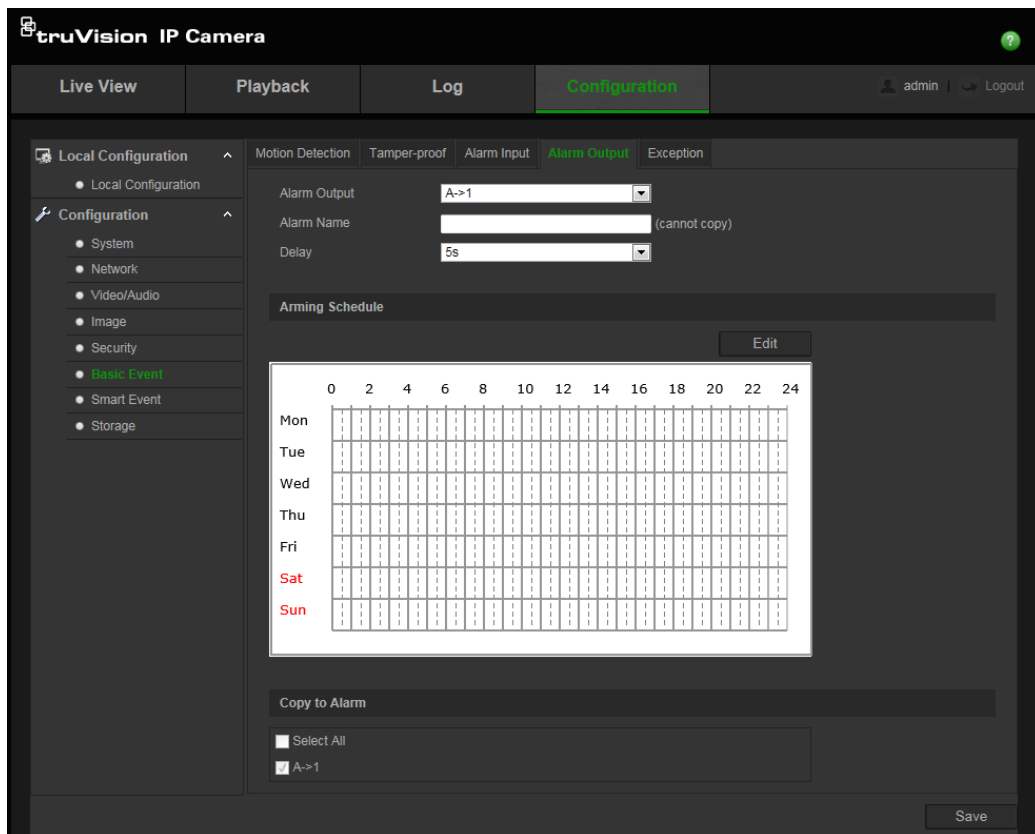 truVision IP Camera
?
Live View Playback Log Configuration admin | Logout
Local Configuration
Local Configuration
Configuration
System
Network
Video/Audio
Image
Security
Basic Event
Smart Event
Storage
Motion Detection Tamper-proof Alarm Input Alarm Output Exception
Alarm Output A->1
Alarm Name (cannot copy)
Delay 5s
Arming Schedule
Edit
0 2 4 6 8 10 12 14 16 18 20 22 24
Mon
Tue
Wed
Thu
Fri
Sat
Sun
Copy to Alarm
Select All
A->1
Save